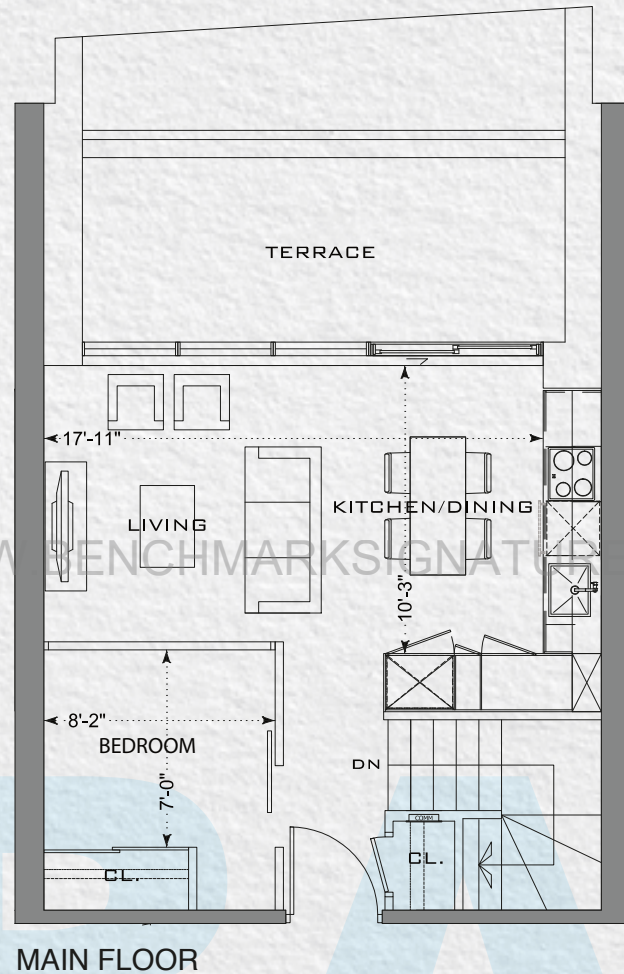 TERRACE
17'-11"
LIVING
KITCHEN/DINING
W.BENCHMARKSIGNATURE
10'-3"
8'-2"
BEDROOM
7'-0"
DN
COMM
CL.
CL.
MAIN FLOOR